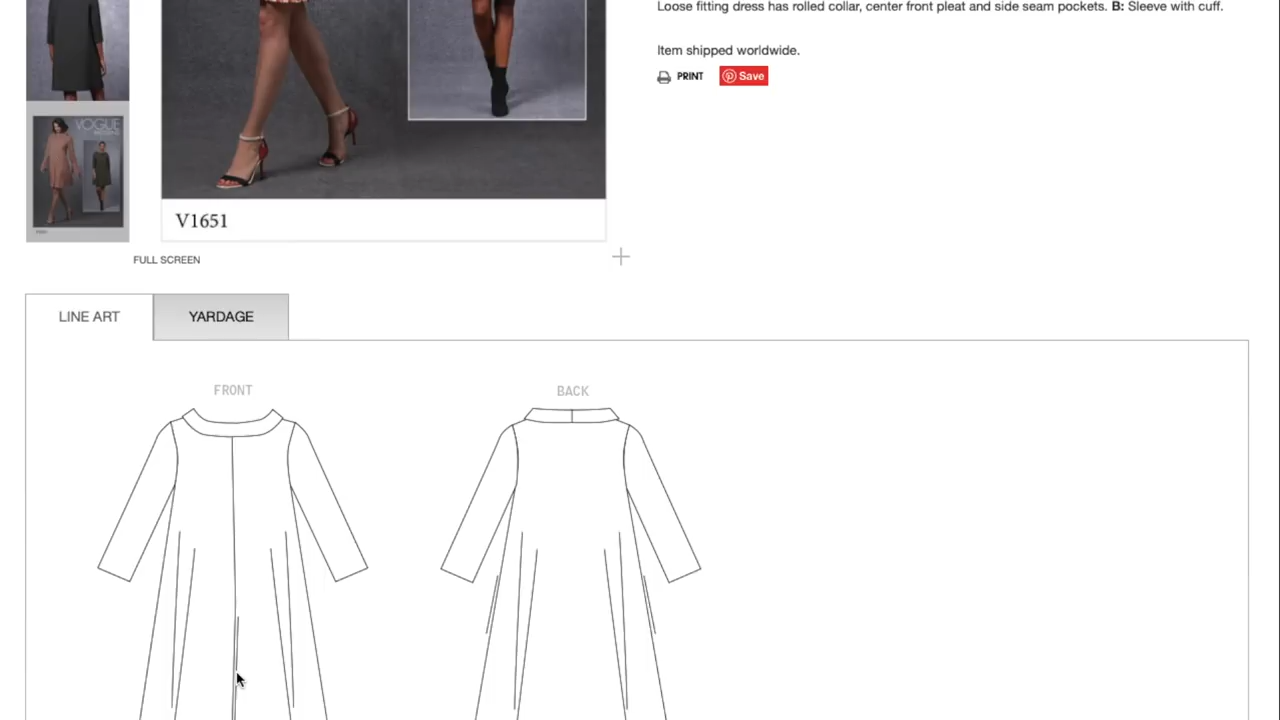 Loose fitting dress has rolled collar, center front pleat and side seam pockets. B: Sleeve with cuff.
Item shipped worldwide.
PRINT Save
VOGUE
V1651
FULL SCREEN
LINE ART YARDAGE
FRONT BACK